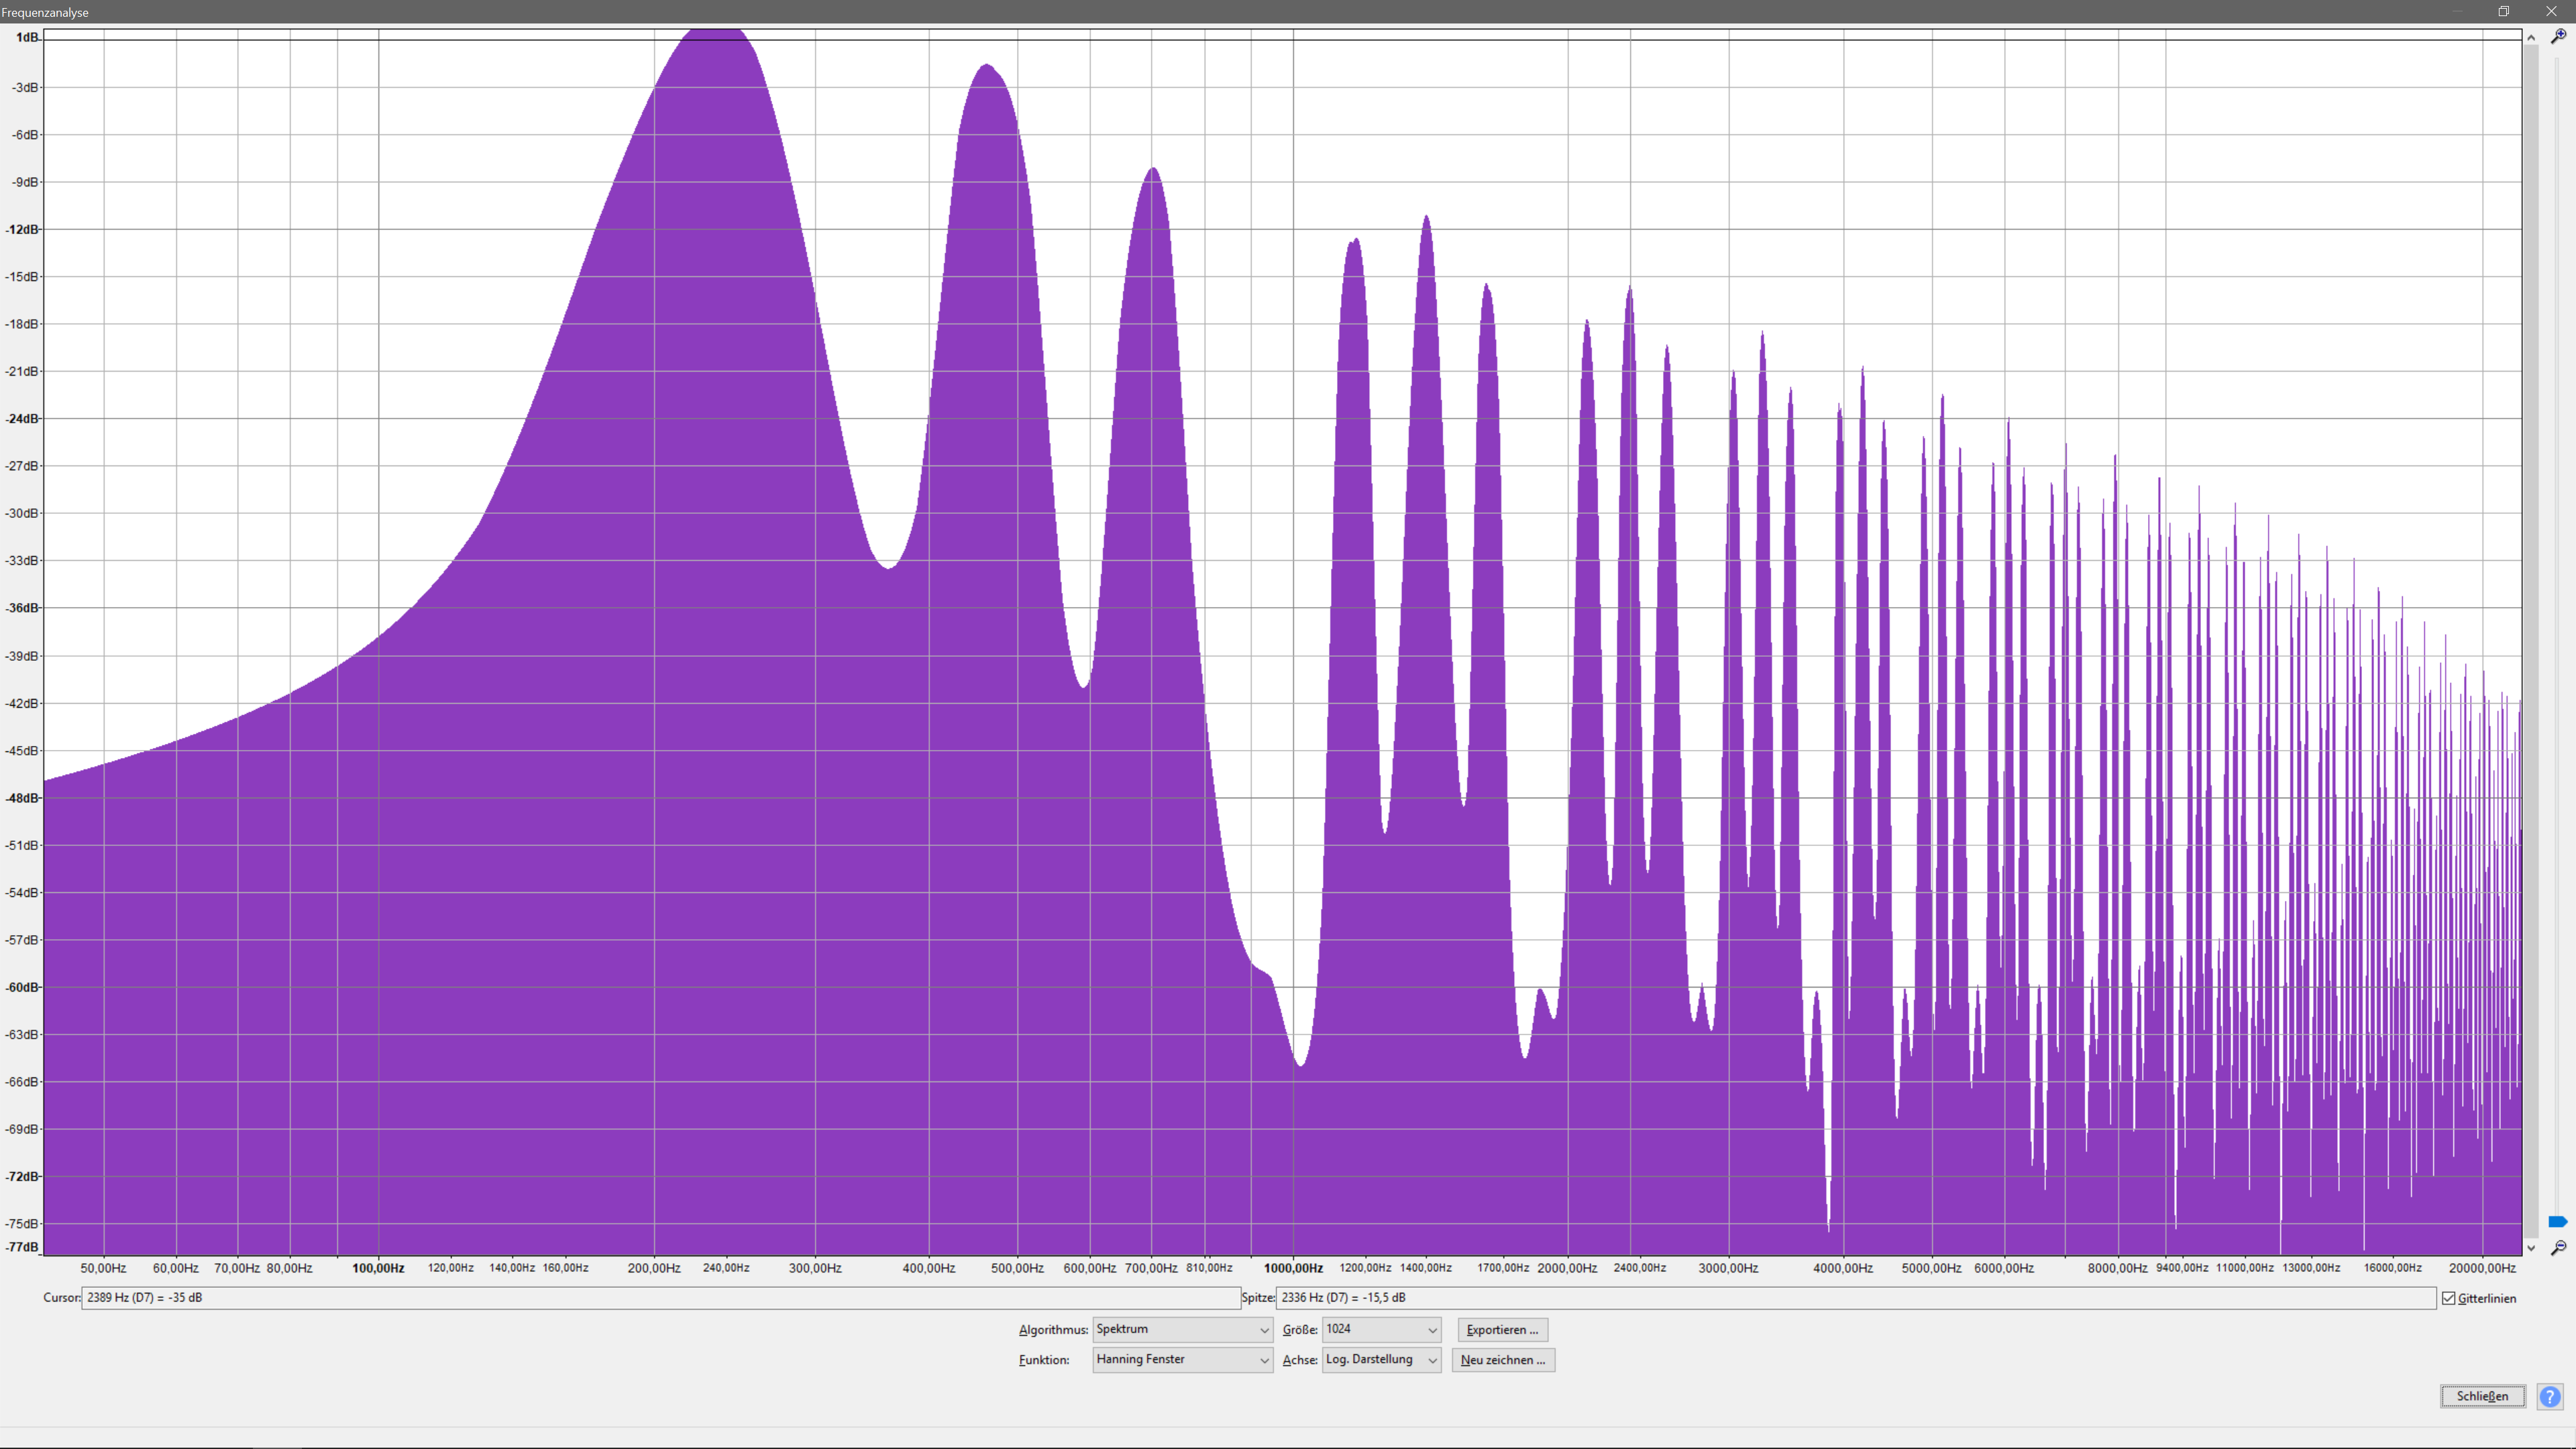 Frequenzanalyse
1dB
-3dB
-6dB
-9dB
-12dB
-15dB
-18dB
-21dB
-24dB
-27dB
-30dB
-33dB
-36dB
-39dB
-42dB
-45dB
-48dB
-51dB
-54dB
-57dB
-60dB
-63dB
-66dB
-69dB
-72dB
-75dB
-77dB
50,00Hz 60,00Hz 70,00Hz 80,00Hz 100,00Hz 120,00Hz 140,00Hz 160,00Hz 200,00Hz 240,00Hz 300,00Hz 400,00Hz 500,00Hz 600,00Hz 700,00Hz 810,00Hz 1000,00Hz 1200,00Hz 1400,00Hz 1700,00Hz 2000,00Hz 2400,00Hz 3000,00Hz 4000,00Hz 5000,00Hz 6000,00Hz 8000,00Hz 9400,00Hz 11000,00Hz 13000,00Hz 16000,00Hz 20000,00Hz
Cursor: 2389 Hz (D7) = -35 dB Spitze: 2336 Hz (D7) = -15,5 dB Gitterlinien
Algorithmus: Spektrum Größe: 1024 Exportieren ...
Funktion: Hanning Fenster Achse: Log. Darstellung Neu zeichnen ...
Schließen ?